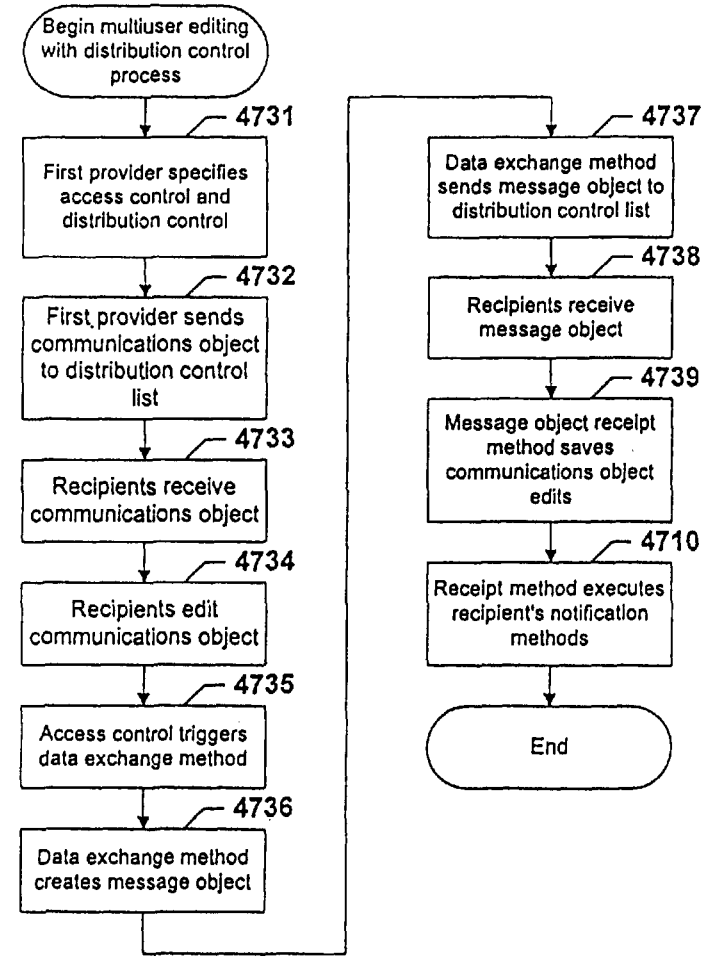 Begin multiuser editing
with distribution control
process
4731
First provider specifies
access control and
distribution control
4732
First provider sends
communications object
to distribution control
list
4733
Recipients receive
communications object
4734
Recipients edit
communications object
4735
Access control triggers
data exchange method
4736
Data exchange method
creates message object
4737
Data exchange method
sends message object to
distribution control list
4738
Recipients receive
message object
4739
Message object receipt
method saves
communications object
edits
4710
Receipt method executes
recipient's notification
methods
End